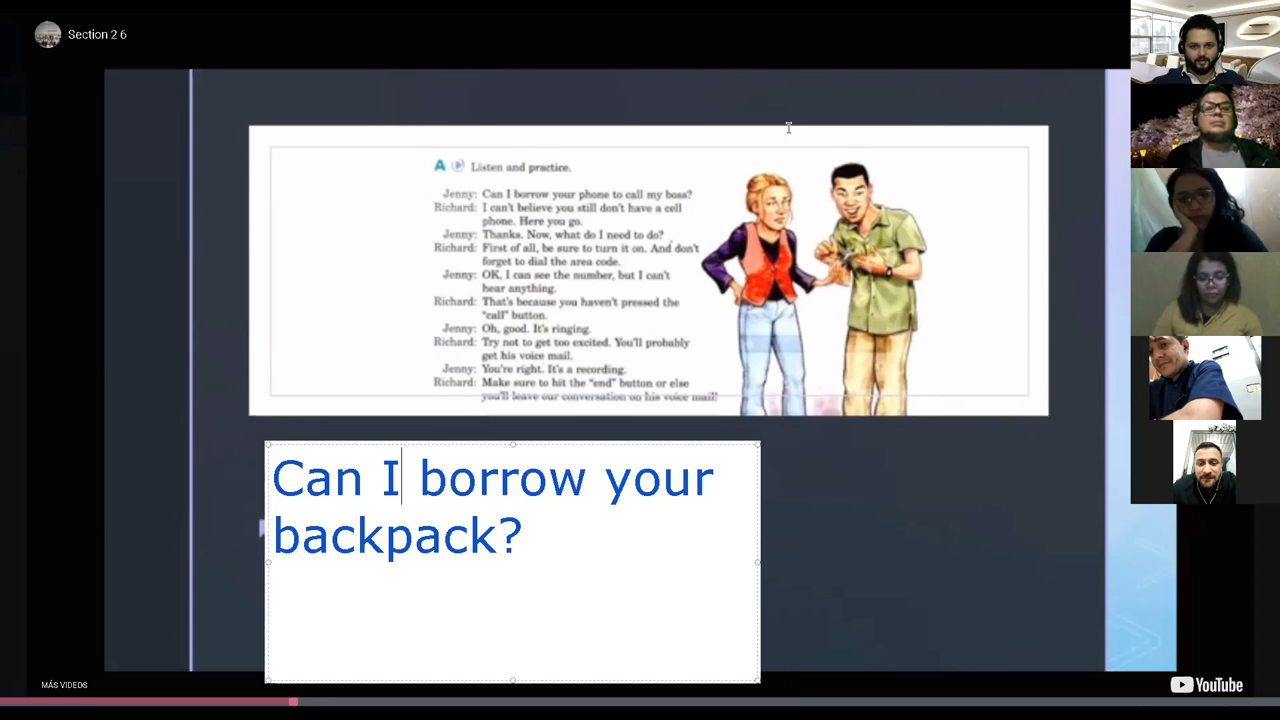 Section 2 6
A Listen and practice.
Jenny: Can I borrow your phone to call my boss?
Richard: I can't believe you still don't have a cell
phone. Here you go.
Jenny: Thanks. Now, what do I need to do?
Richard: First of all, be sure to turn it on. And don't
forget to dial the area code.
Jenny: OK, I can see the number, but I can't
hear anything.
Richard: That's because you haven't pressed the
"call" button.
Jenny: Oh, good. It's ringing.
Richard: Try not to get too excited. You'll probably
get his voice mail.
Jenny: You're right. It's a recording.
Richard: Make sure to hit the "end" button or else
you'll leave our conversation on his voice mail!
Can I borrow your
backpack?
MÁS VIDEOS
YouTube